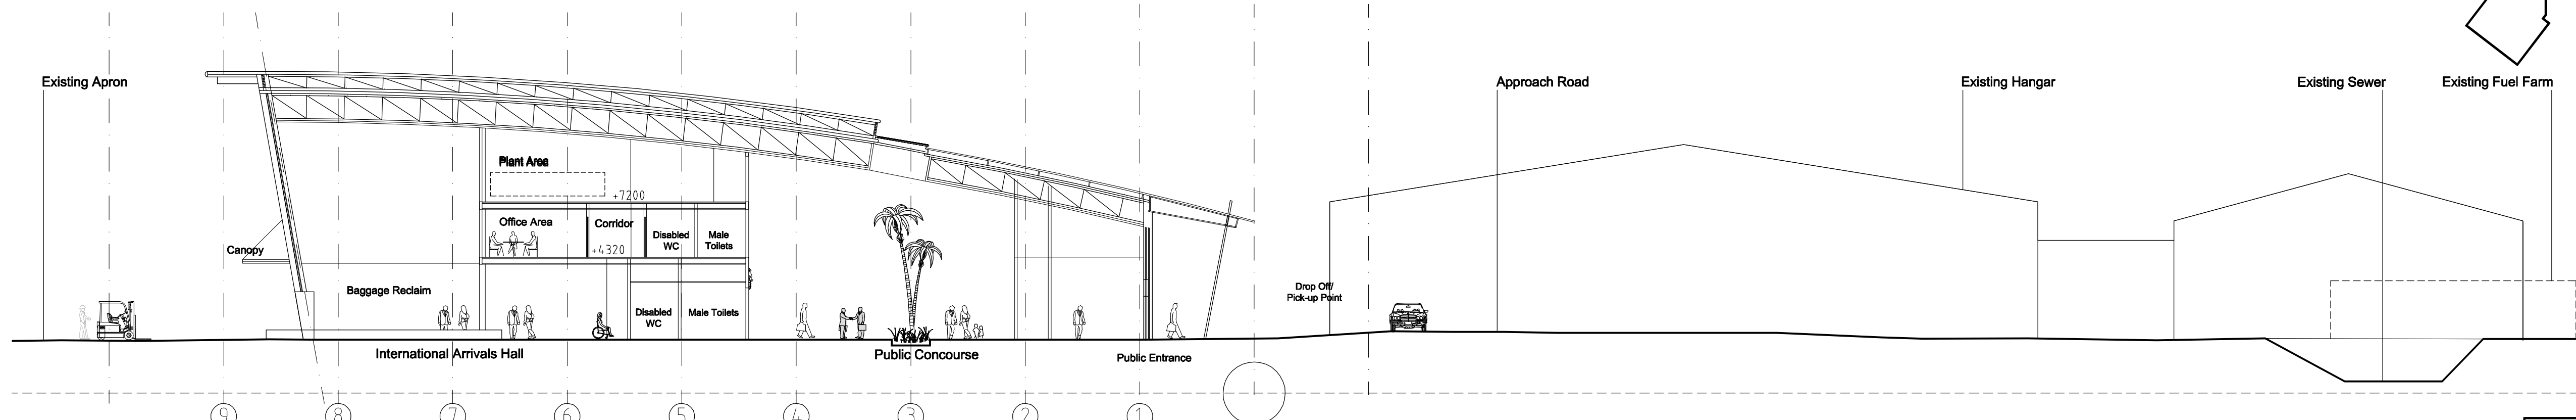 Existing Apron
Approach Road
Existing Hangar
Existing Sewer
Existing Fuel Farm
Plant Area
+7200
Office Area
Corridor
Disabled
WC
Male
Toilets
+4320
Canopy
Baggage Reclaim
Disabled
WC
Male Toilets
Drop Off/
Pick-up Point
International Arrivals Hall
Public Concourse
Public Entrance
9
8
7
6
5
4
3
2
1